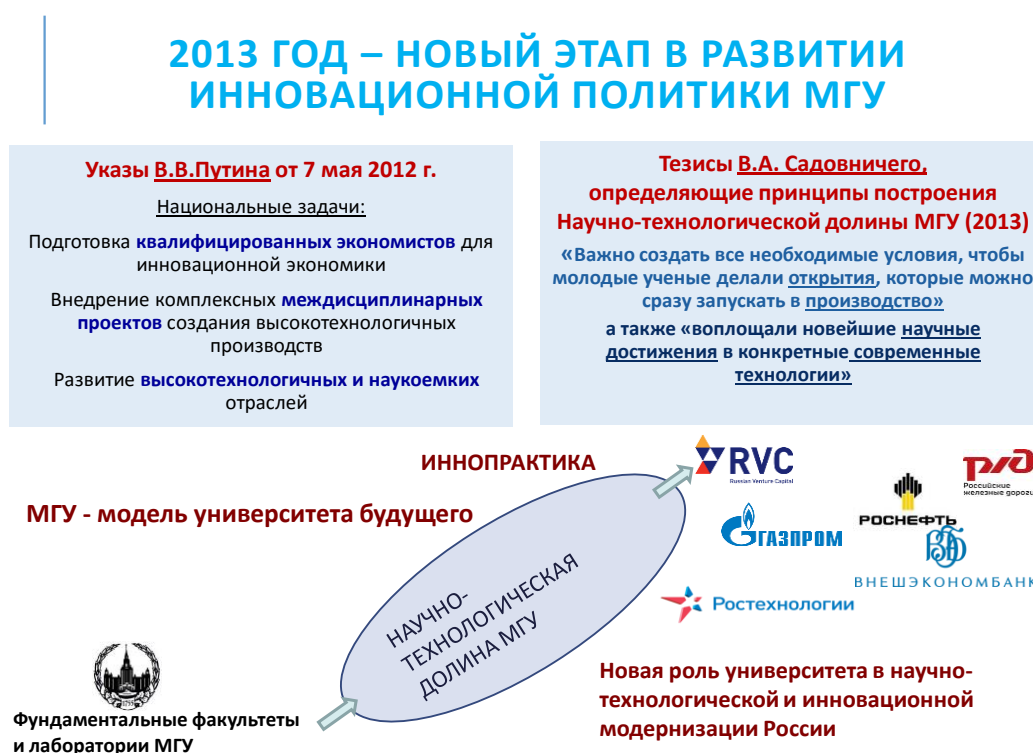 2013 ГОД – НОВЫЙ ЭТАП В РАЗВИТИИ
ИННОВАЦИОННОЙ ПОЛИТИКИ МГУ
Указы В.В.Путина от 7 мая 2012 г.
Национальные задачи:
Подготовка квалифицированных экономистов для
инновационной экономики
Внедрение комплексных междисциплинарных
проектов создания высокотехнологичных
производств
Развитие высокотехнологичных и наукоемких
отраслей
Тезисы В.А. Садовничего,
определяющие принципы построения
Научно-технологической долины МГУ (2013)
«Важно создать все необходимые условия, чтобы
молодые ученые делали открытия, которые можно
сразу запускать в производство»
а также «воплощали новейшие научные
достижения в конкретные современные
технологии»
ИННОПРАКТИКА
МГУ - модель университета будущего
НАУЧНО-
ТЕХНОЛОГИЧЕСКАЯ
ДОЛИНА МГУ
RVC
Russian Venture Capital
РЖД
Российские
железные дороги
РОСНЕФТЬ
ГАЗПРОМ
ВЭБ
ВНЕШЭКОНОМБАНК
Ростехнологии
Фундаментальные факультеты
и лаборатории МГУ
Новая роль университета в научно-
технологической и инновационной
модернизации России